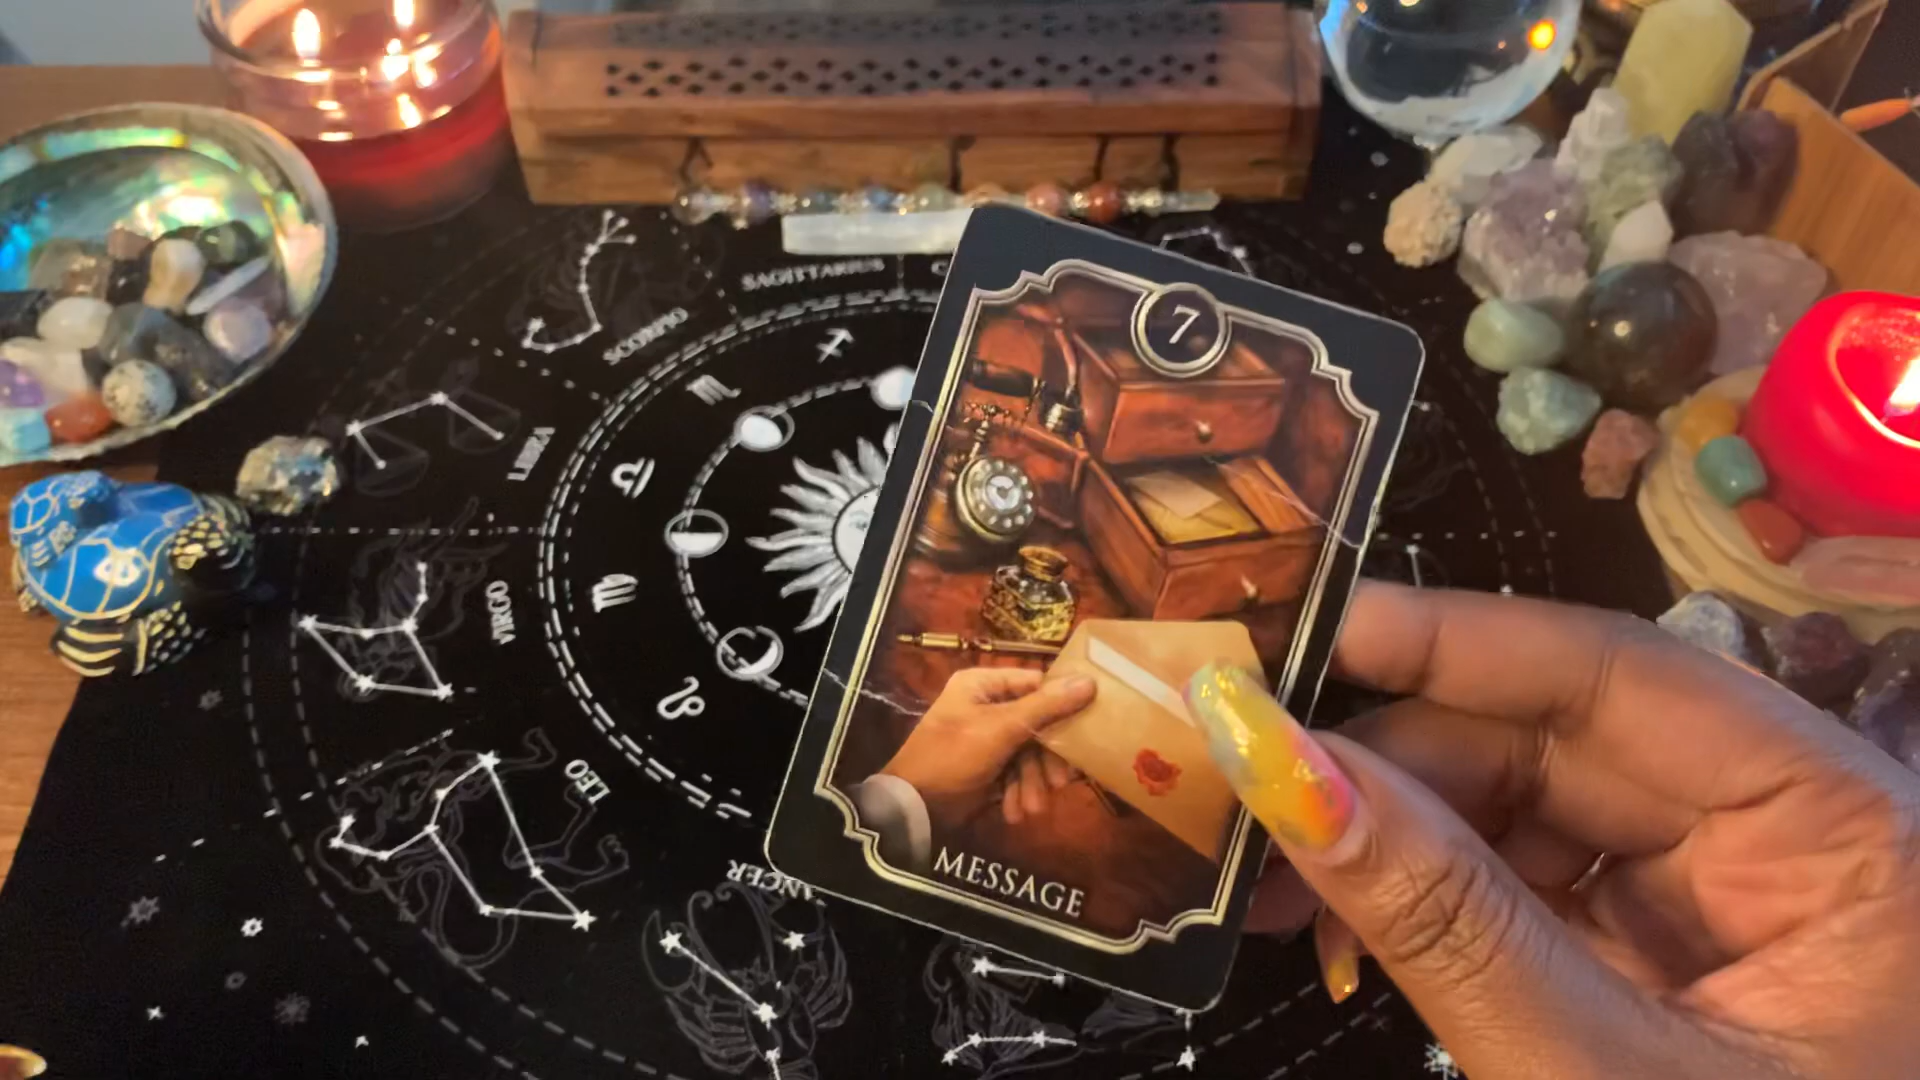 SAGITTARIUS
SCORPIO
7
LIBRA
VIRGO
LEO
MESSAGE